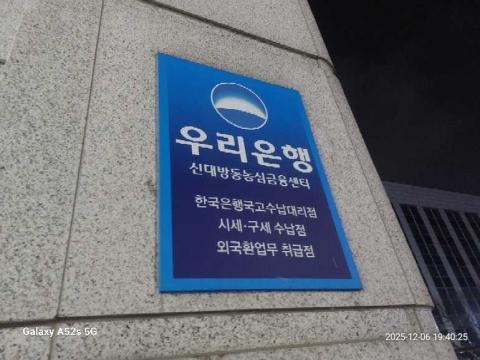 우리은행
신대방동농심금융센터
한국은행국고수납대리점
시세·구세 수납점
외국환업무 취급점
Galaxy A52s 5G
2025-12-06 19:40:25